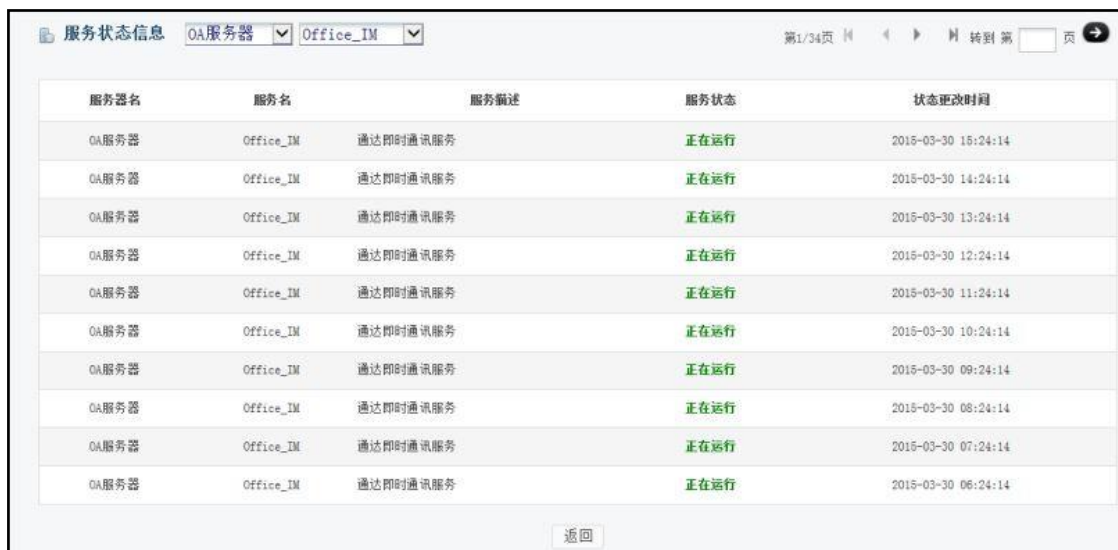 服务状态信息 OA服务器 Office_IM 第1/34页 转到 第 页
服务器名 服务名 服务描述 服务状态 状态更改时间
OA服务器 Office_IM 通达即时通讯服务 正在运行 2015-03-30 15:24:14
OA服务器 Office_IM 通达即时通讯服务 正在运行 2015-03-30 14:24:14
OA服务器 Office_IM 通达即时通讯服务 正在运行 2015-03-30 13:24:14
OA服务器 Office_IM 通达即时通讯服务 正在运行 2015-03-30 12:24:14
OA服务器 Office_IM 通达即时通讯服务 正在运行 2015-03-30 11:24:14
OA服务器 Office_IM 通达即时通讯服务 正在运行 2015-03-30 10:24:14
OA服务器 Office_IM 通达即时通讯服务 正在运行 2015-03-30 09:24:14
OA服务器 Office_IM 通达即时通讯服务 正在运行 2015-03-30 08:24:14
OA服务器 Office_IM 通达即时通讯服务 正在运行 2015-03-30 07:24:14
OA服务器 Office_IM 通达即时通讯服务 正在运行 2015-03-30 06:24:14
返回